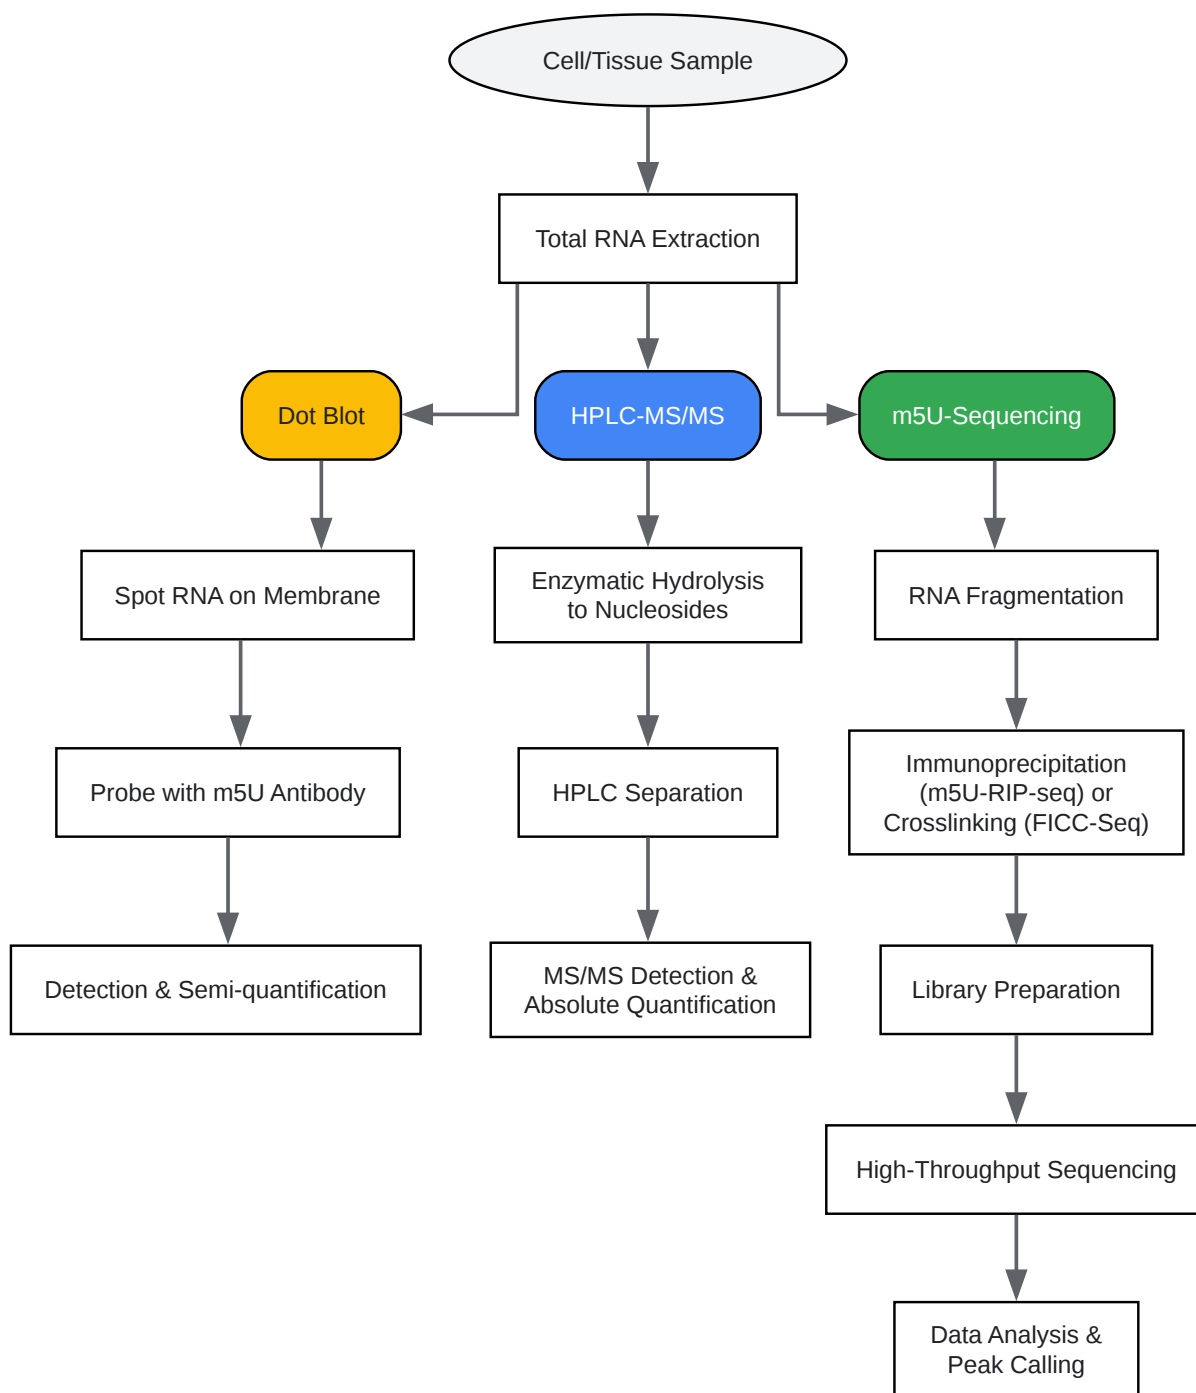 Cell/Tissue Sample
Total RNA Extraction
Dot Blot
HPLC-MS/MS
m5U-Sequencing
Spot RNA on Membrane
Enzymatic Hydrolysis
to Nucleosides
RNA Fragmentation
Probe with m5U Antibody
HPLC Separation
Immunoprecipitation
(m5U-RIP-seq) or
Crosslinking (FICC-Seq)
Detection & Semi-quantification
MS/MS Detection &
Absolute Quantification
Library Preparation
High-Throughput Sequencing
Data Analysis &
Peak Calling